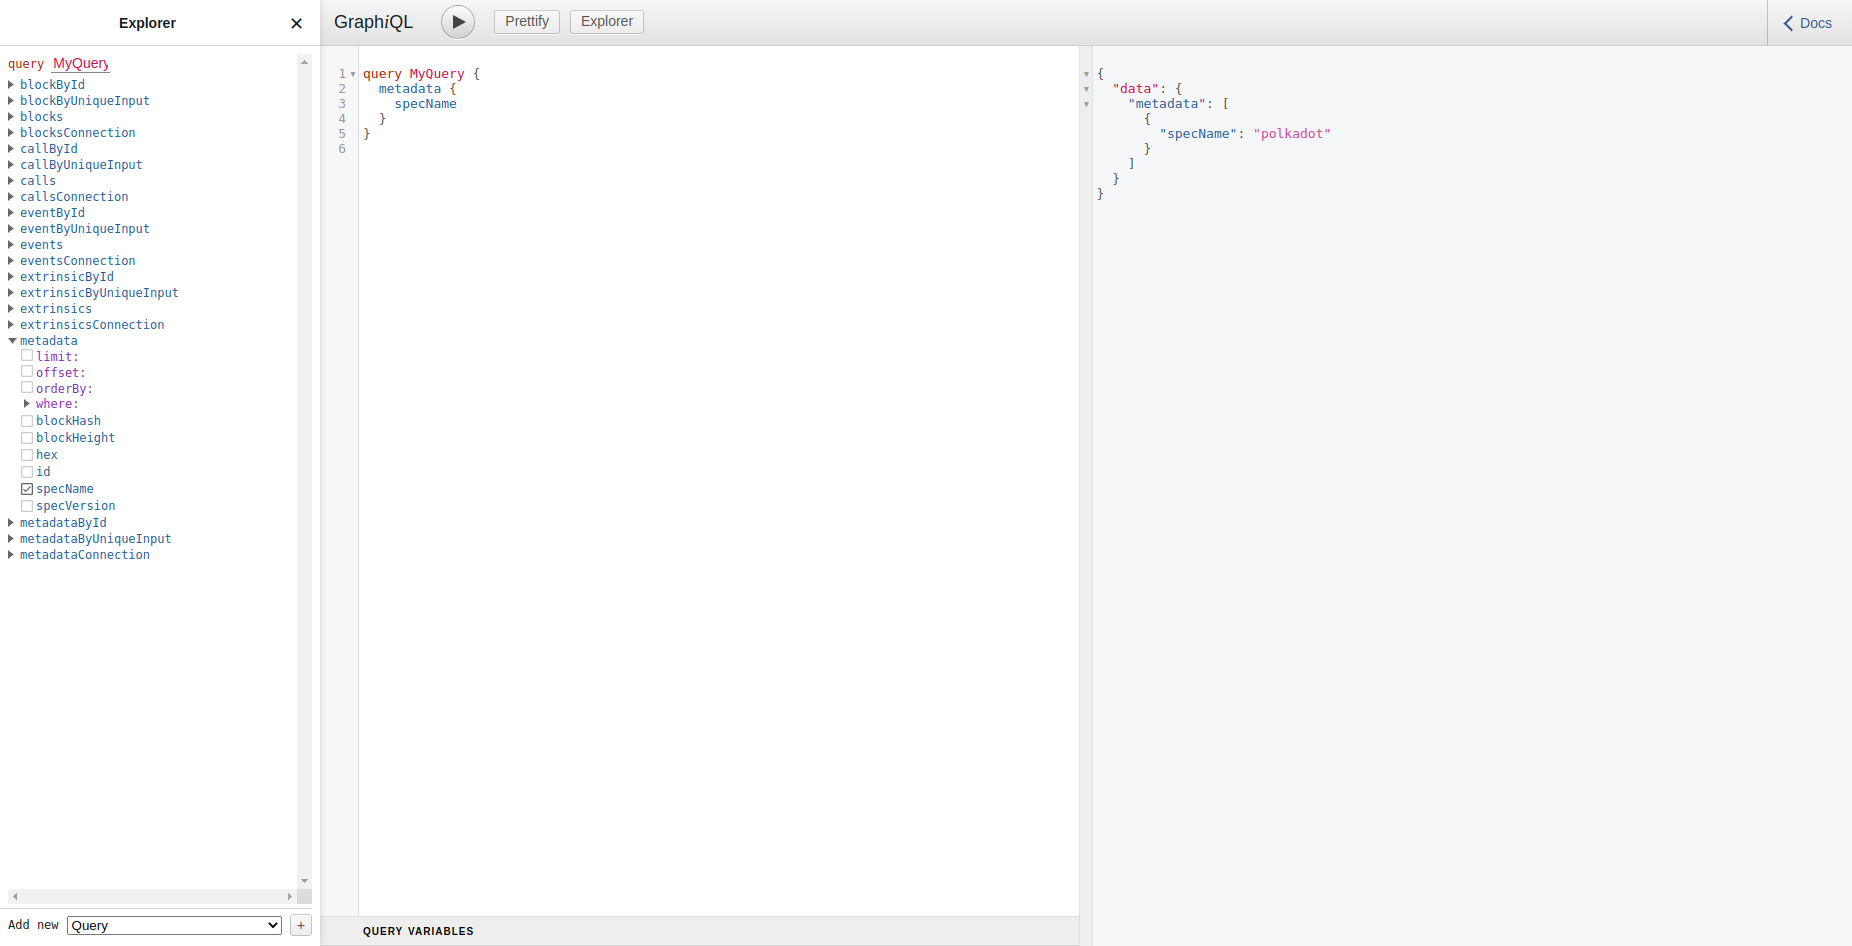 Explorer ✕
query MyQuery
blockById
blockByUniqueInput
blocks
blocksConnection
callById
callByUniqueInput
calls
callsConnection
eventById
eventByUniqueInput
events
eventsConnection
extrinsicById
extrinsicByUniqueInput
extrinsics
extrinsicsConnection
metadata
limit:
offset:
orderBy:
where:
blockHash
blockHeight
hex
id
specName
specVersion
metadataById
metadataByUniqueInput
metadataConnection
Add new Query +
GraphiQL Prettify Explorer Docs
1 query MyQuery {
2 metadata {
3 specName
4 }
5 }
6
QUERY VARIABLES
{
"data": {
"metadata": [
{
"specName": "polkadot"
}
]
}
}